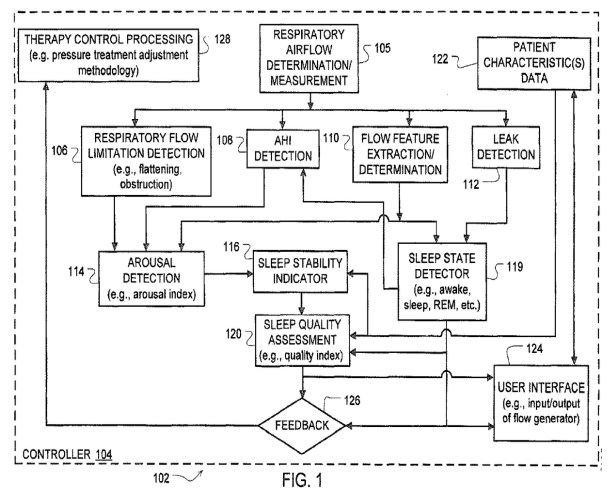 THERAPY CONTROL PROCESSING
(e.g. pressure treatment adjustment
methodology)
128
RESPIRATORY
AIRFLOW
DETERMINATION/
MEASUREMENT
105
122
PATIENT
CHARACTERISTIC(S)
DATA
106
RESPIRATORY FLOW
LIMITATION DETECTION
(e.g., flattening,
obstruction)
108
AHI
DETECTION
110
FLOW FEATURE
EXTRACTION/
DETERMINATION
LEAK
DETECTION
112
114
AROUSAL
DETECTION
(e.g., arousal index)
116
SLEEP STABILITY
INDICATOR
SLEEP STATE
DETECTOR
(e.g., awake,
sleep, REM, etc.)
119
120
SLEEP QUALITY
ASSESSMENT
(e.g., quality index)
124
USER INTERFACE
(e.g., input/output
of flow generator)
126
FEEDBACK
CONTROLLER 104
102
FIG. 1